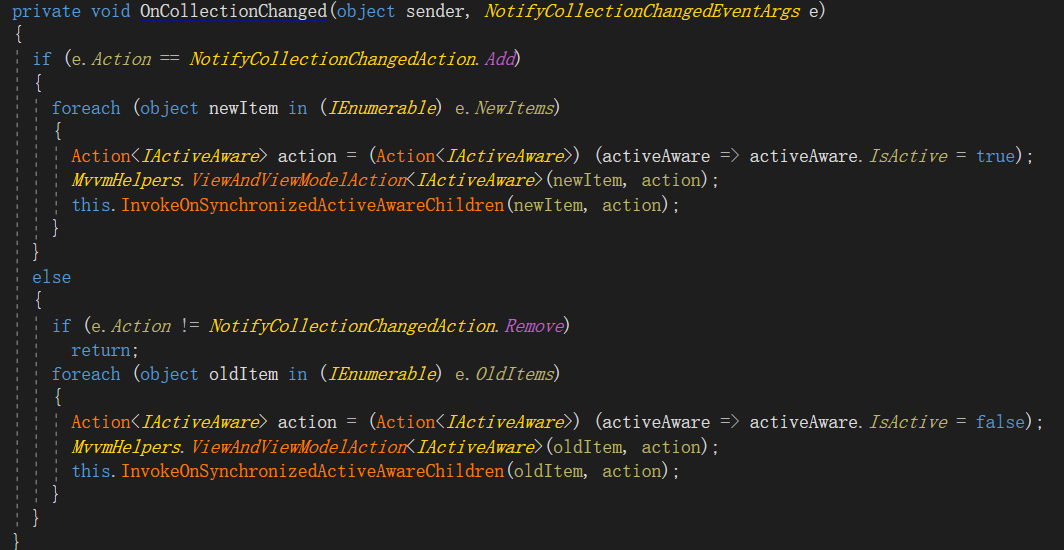 private void OnCollectionChanged(object sender, NotifyCollectionChangedEventArgs e)
{
if (e.Action == NotifyCollectionChangedAction.Add)
{
foreach (object newItem in (IEnumerable) e.NewItems)
{
Action<IActiveAware> action = (Action<IActiveAware>) (activeAware => activeAware.IsActive = true);
MvvmHelpers.ViewAndViewModelAction<IActiveAware>(newItem, action);
this.InvokeOnSynchronizedActiveAwareChildren(newItem, action);
}
}
else
{
if (e.Action != NotifyCollectionChangedAction.Remove)
return;
foreach (object oldItem in (IEnumerable) e.OldItems)
{
Action<IActiveAware> action = (Action<IActiveAware>) (activeAware => activeAware.IsActive = false);
MvvmHelpers.ViewAndViewModelAction<IActiveAware>(oldItem, action);
this.InvokeOnSynchronizedActiveAwareChildren(oldItem, action);
}
}
}